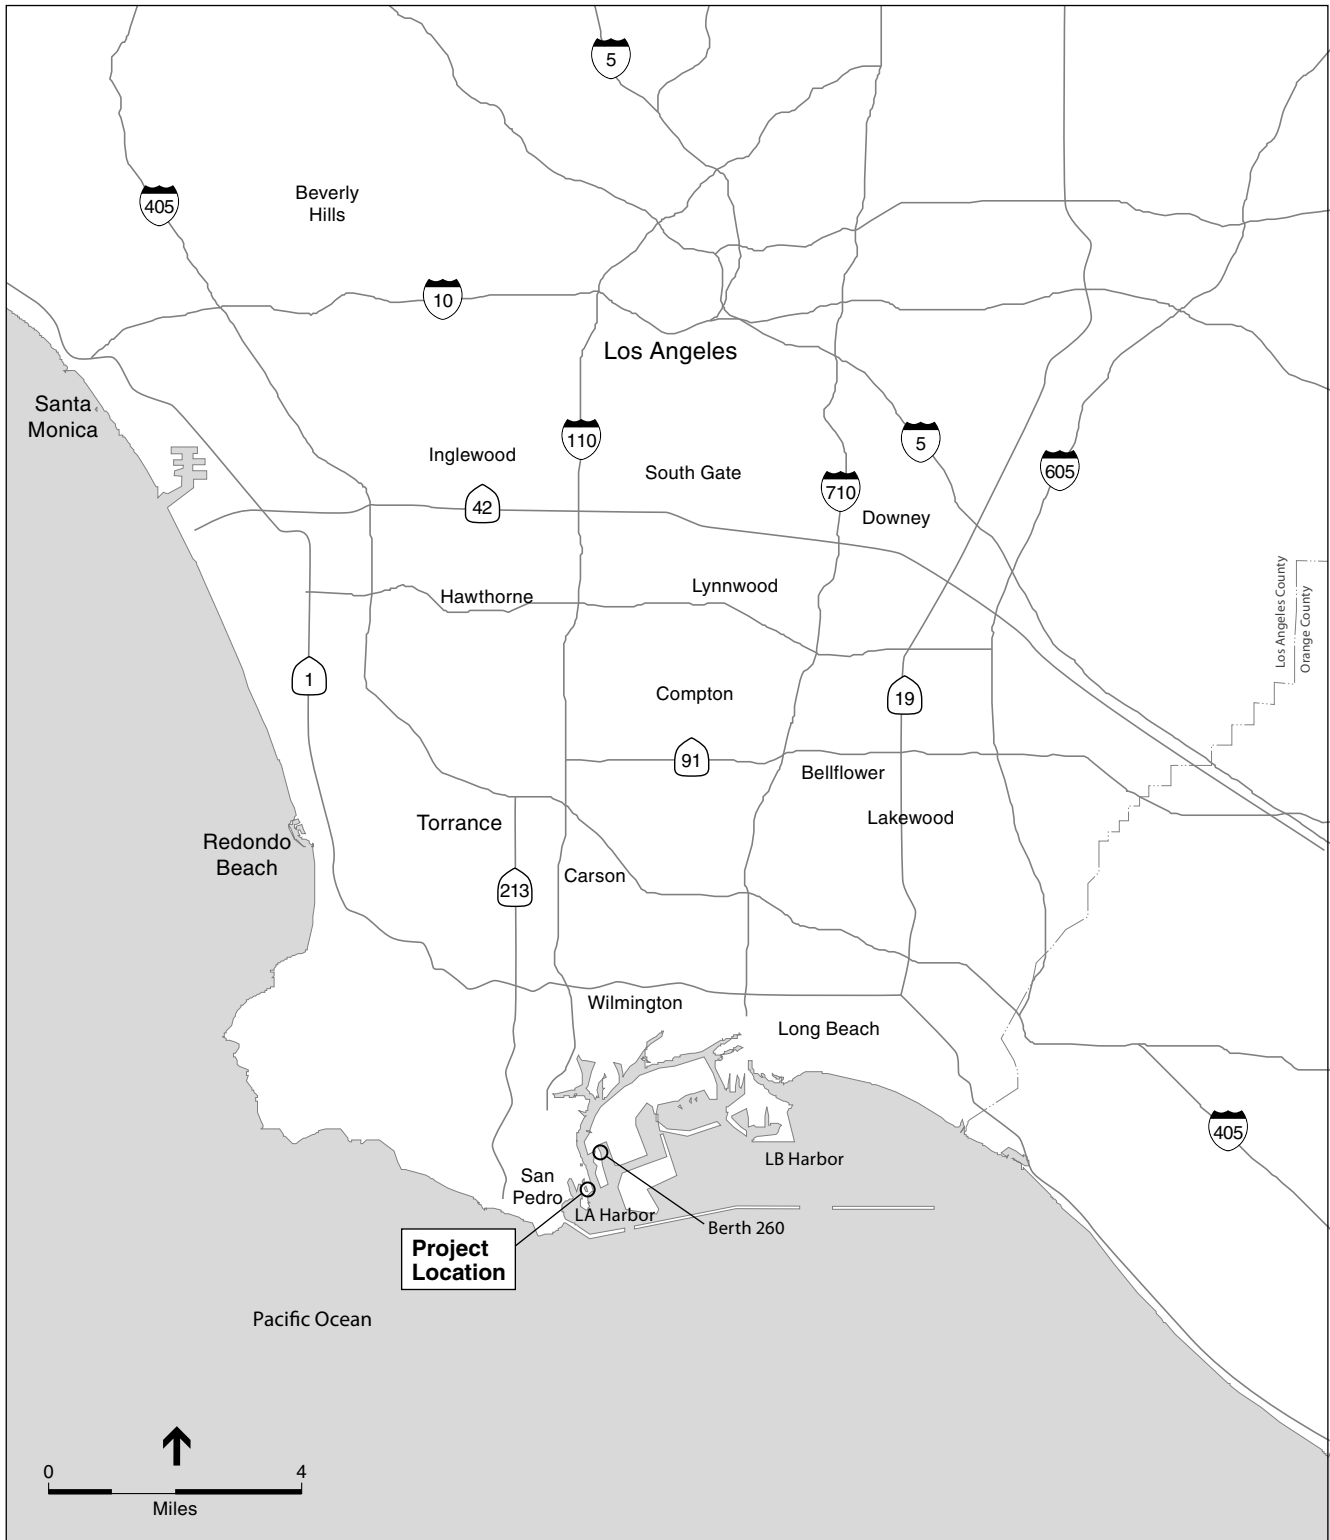 5
405
Beverly
Hills
10
Los Angeles
Santa
Monica
110
5
Inglewood
605
South Gate
710
42
Downey
Los Angeles County
Orange County
Hawthorne
Lynnwood
1
Compton
19
91
Bellflower
Lakewood
Torrance
Redondo
Beach
Carson
213
Wilmington
Long Beach
405
LB Harbor
San
Pedro
LA Harbor
Berth 260
Project
Location
Pacific Ocean
0 4
Miles